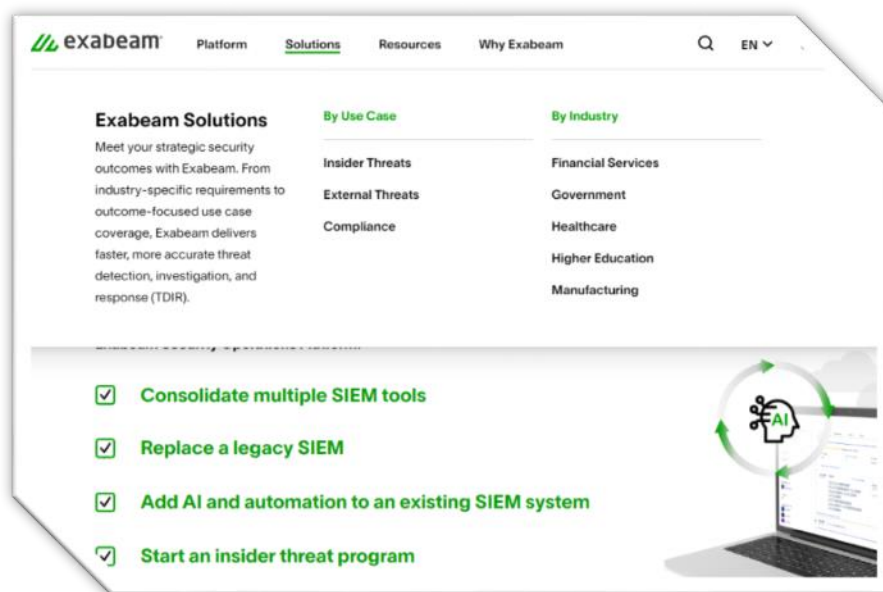 exabeam
Platform
Solutions
Resources
Why Exabeam
EN
Exabeam Solutions
Meet your strategic security
outcomes with Exabeam. From
industry-specific requirements to
outcome-focused use case
coverage, Exabeam delivers
faster, more accurate threat
detection, investigation, and
response (TDIR).
By Use Case
Insider Threats
External Threats
Compliance
By Industry
Financial Services
Government
Healthcare
Higher Education
Manufacturing
Consolidate multiple SIEM tools
Replace a legacy SIEM
Add AI and automation to an existing SIEM system
Start an insider threat program
AI